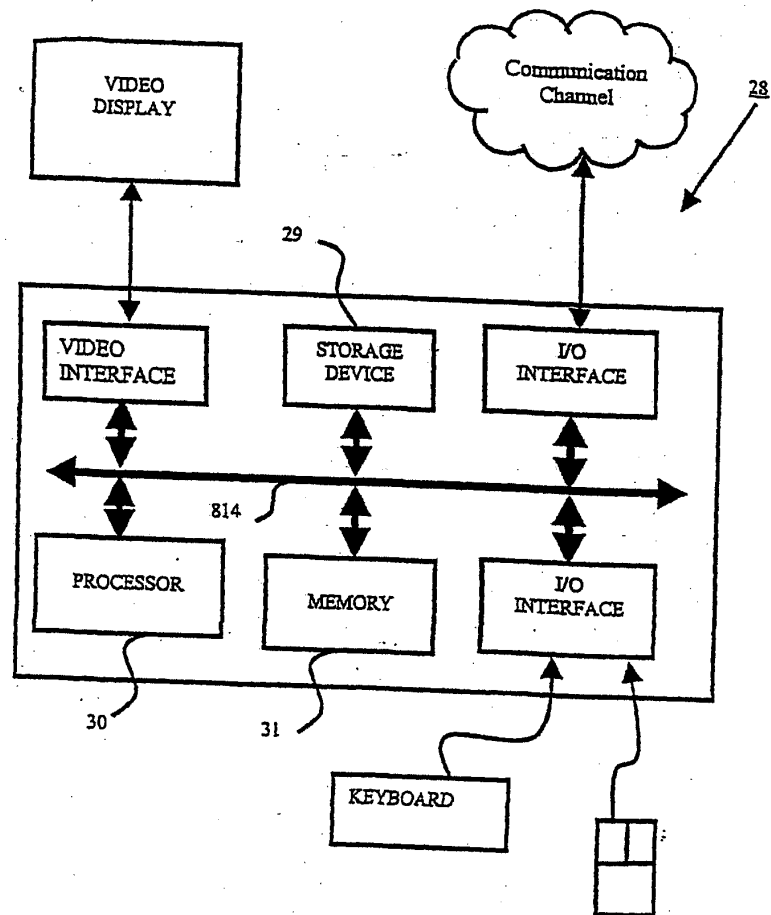 VIDEO
DISPLAY
Communication
Channel
28
29
VIDEO
INTERFACE
STORAGE
DEVICE
I/O
INTERFACE
814
PROCESSOR
MEMORY
I/O
INTERFACE
30
31
KEYBOARD